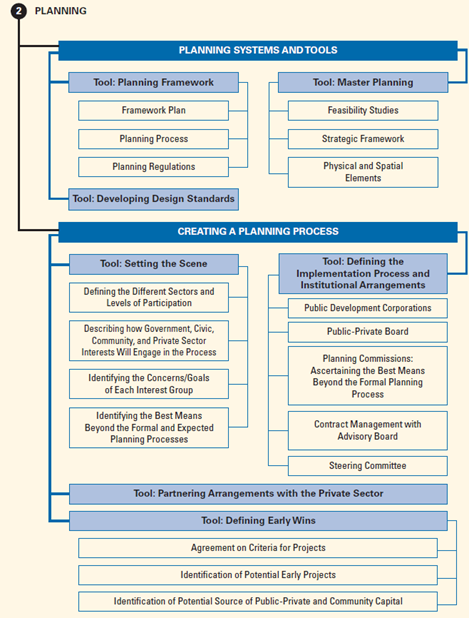 2 PLANNING
PLANNING SYSTEMS AND TOOLS
Tool: Planning Framework
Framework Plan
Planning Process
Planning Regulations
Tool: Master Planning
Feasibility Studies
Strategic Framework
Physical and Spatial
Elements
Tool: Developing Design Standards
CREATING A PLANNING PROCESS
Tool: Setting the Scene
Defining the Different Sectors and
Levels of Participation
Describing how Government, Civic,
Community, and Private Sector
Interests Will Engage in the Process
Identifying the Concerns/Goals
of Each Interest Group
Identifying the Best Means
Beyond the Formal and Expected
Planning Processes
Tool: Defining the
Implementation Process and
Institutional Arrangements
Public Development Corporations
Public-Private Board
Planning Commissions:
Ascertaining the Best Means
Beyond the Formal Planning
Process
Contract Management with
Advisory Board
Steering Committee
Tool: Partnering Arrangements with the Private Sector
Tool: Defining Early Wins
Agreement on Criteria for Projects
Identification of Potential Early Projects
Identification of Potential Source of Public-Private and Community Capital